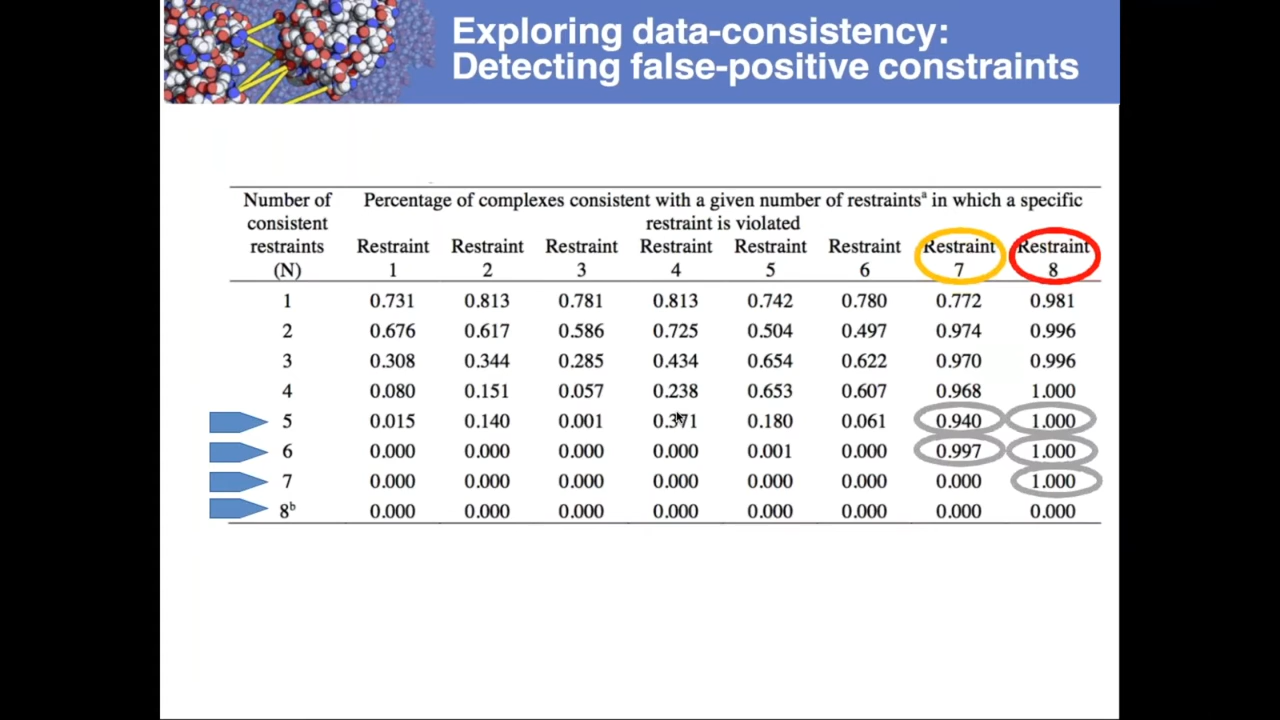 Exploring data-consistency:
Detecting false-positive constraints
Number of consistent restraints (N) Percentage of complexes consistent with a given number of restraintsᵃ in which a specific restraint is violated
Restraint 1 Restraint 2 Restraint 3 Restraint 4 Restraint 5 Restraint 6 Restraint 7 Restraint 8
1 0.731 0.813 0.781 0.813 0.742 0.780 0.772 0.981
2 0.676 0.617 0.586 0.725 0.504 0.497 0.974 0.996
3 0.308 0.344 0.285 0.434 0.654 0.622 0.970 0.996
4 0.080 0.151 0.057 0.238 0.653 0.607 0.968 1.000
5 0.015 0.140 0.001 0.371 0.180 0.061 0.940 1.000
6 0.000 0.000 0.000 0.000 0.001 0.000 0.997 1.000
7 0.000 0.000 0.000 0.000 0.000 0.000 0.000 1.000
8ᵇ 0.000 0.000 0.000 0.000 0.000 0.000 0.000 0.000